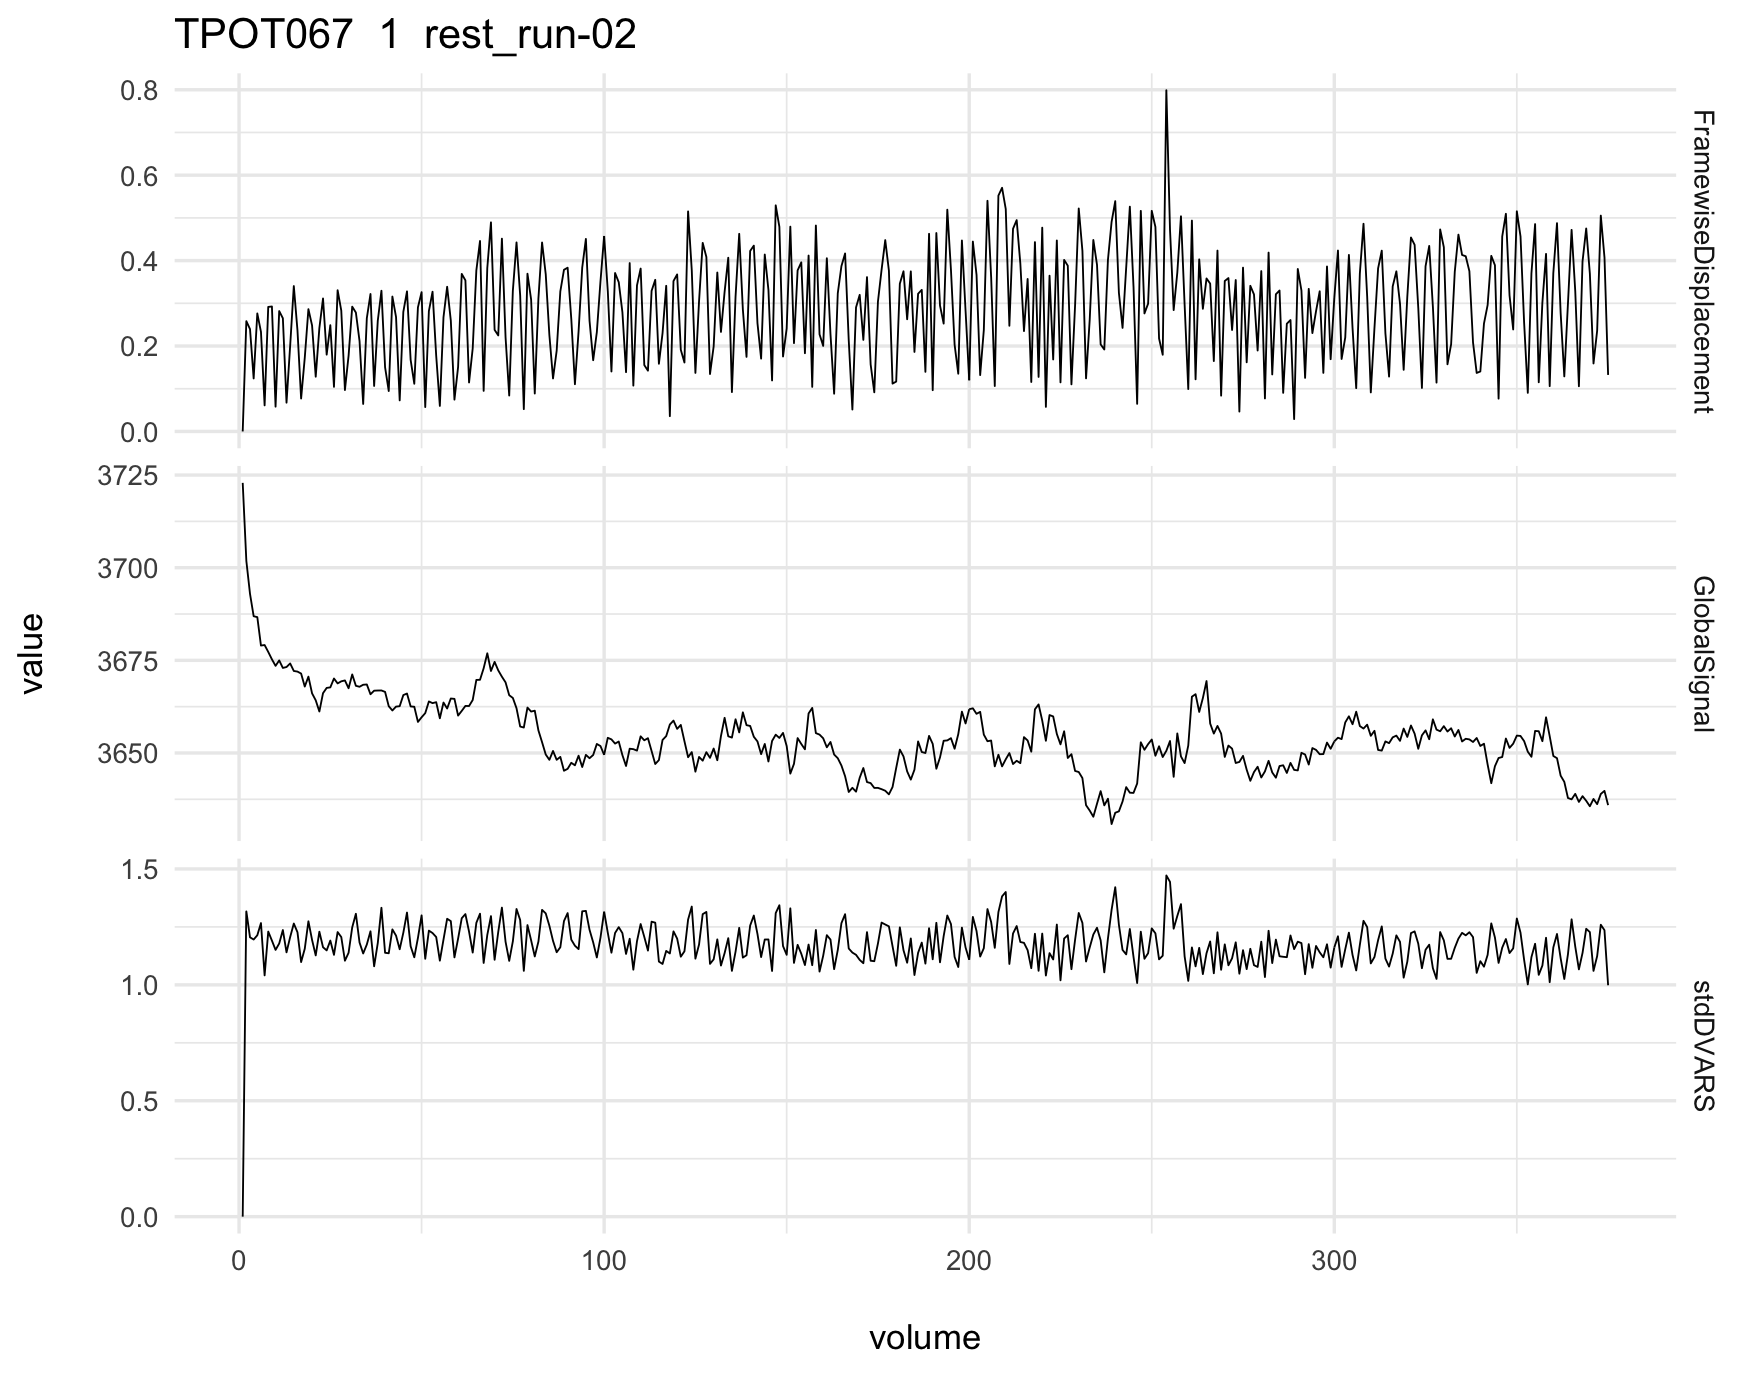 TPOT067 1 rest_run-02
0.8
0.6
0.4
0.2
0.0
FramewiseDisplacement
3725
3700
3675
3650
GlobalSignal
value
1.5
1.0
0.5
0.0
stdDVARS
0 100 200 300
volume